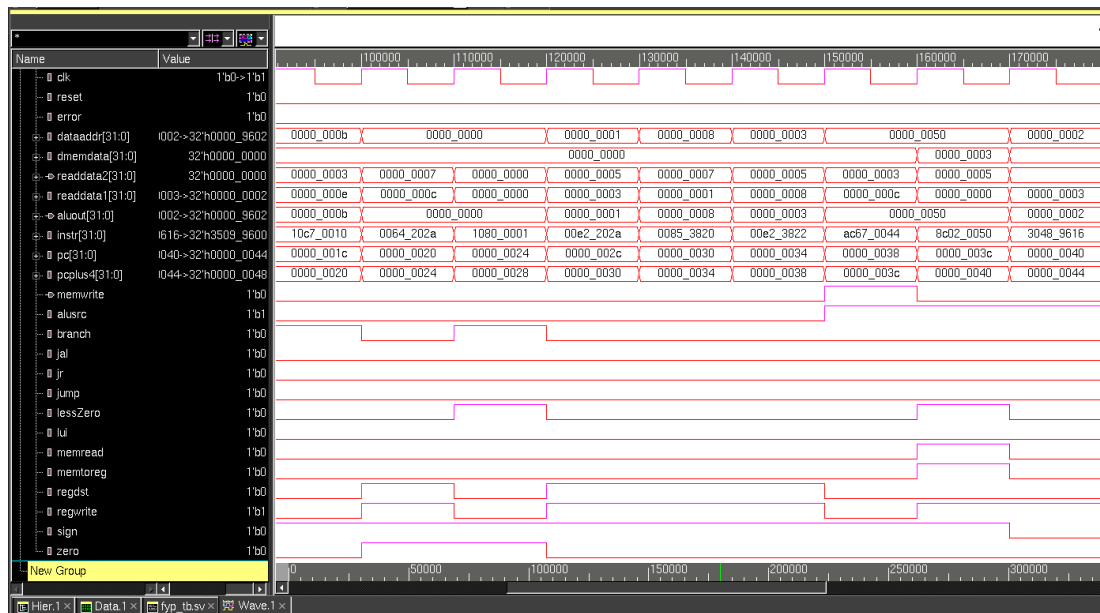 *
Name Value
100000 110000 120000 130000 140000 150000 160000 170000
clk 1'b0->1'b1
reset 1'b0
error 1'b0
dataaddr[31:0] I002->32'h0000_9602 0000_000b 0000_0000 0000_0001 0000_0008 0000_0003 0000_0050 0000_0002
dmemdata[31:0] 32'h0000_0000 0000_0000 0000_0003
readdata2[31:0] 32'h0000_0000 0000_0003 0000_0007 0000_0000 0000_0005 0000_0007 0000_0005 0000_0003 0000_0005
readdata1[31:0] I003->32'h0000_0002 0000_000e 0000_000c 0000_0000 0000_0003 0000_0001 0000_0008 0000_000c 0000_0000 0000_0003
aluout[31:0] I002->32'h0000_9602 0000_000b 0000_0000 0000_0001 0000_0008 0000_0003 0000_0050 0000_0002
instr[31:0] I616->32'h3509_9600 10c7_0010 0064_202a 1080_0001 00e2_202a 0085_3820 00e2_3822 ac67_0044 8c02_0050 3048_9616
pc[31:0] I040->32'h0000_0044 0000_001c 0000_0020 0000_0024 0000_002c 0000_0030 0000_0034 0000_0038 0000_003c 0000_0040
pcplus4[31:0] I044->32'h0000_0048 0000_0020 0000_0024 0000_0028 0000_0030 0000_0034 0000_0038 0000_003c 0000_0040 0000_0044
memwrite 1'b0
alusrc 1'b1
branch 1'b0
jal 1'b0
jr 1'b0
jump 1'b0
lessZero 1'b0
lui 1'b0
memread 1'b0
memtoreg 1'b0
regdst 1'b0
regwrite 1'b1
sign 1'b0
zero 1'b0
New Group 0 50000 100000 150000 200000 250000 300000
Hier.1 × Data.1 × fyp_tb.sv × Wave.1 ×